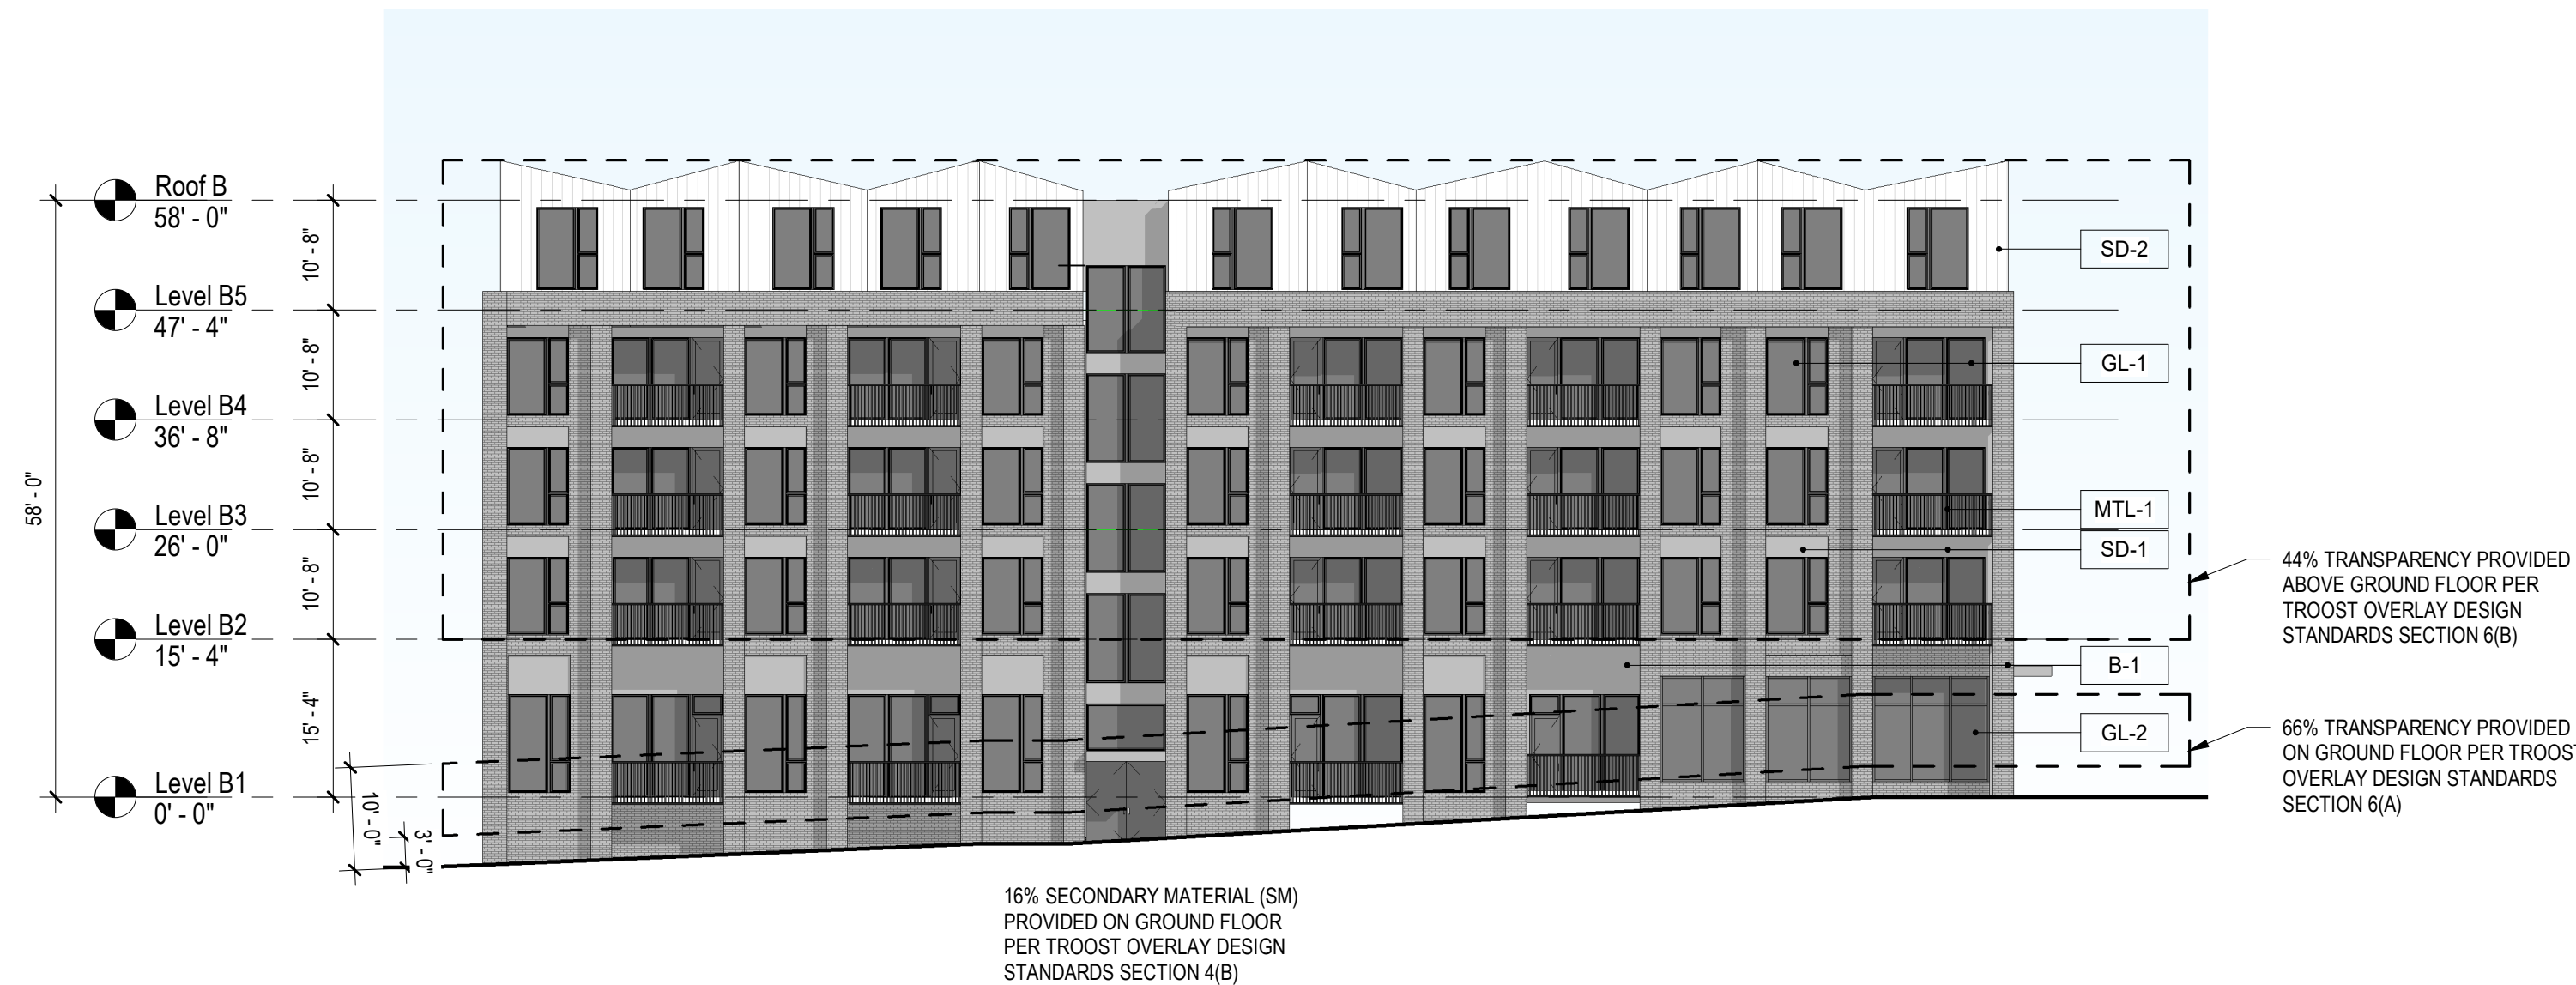 Roof B
58' - 0"
Level B5
47' - 4"
Level B4
36' - 8"
Level B3
26' - 0"
Level B2
15' - 4"
Level B1
0' - 0"
58' - 0"
10' - 8"
10' - 8"
10' - 8"
10' - 8"
15' - 4"
10' - 0"
3' - 0"
SD-2
GL-1
MTL-1
SD-1
B-1
GL-2
44% TRANSPARENCY PROVIDED
ABOVE GROUND FLOOR PER
TROOST OVERLAY DESIGN
STANDARDS SECTION 6(B)
66% TRANSPARENCY PROVIDED
ON GROUND FLOOR PER TROOST
OVERLAY DESIGN STANDARDS
SECTION 6(A)
16% SECONDARY MATERIAL (SM)
PROVIDED ON GROUND FLOOR
PER TROOST OVERLAY DESIGN
STANDARDS SECTION 4(B)